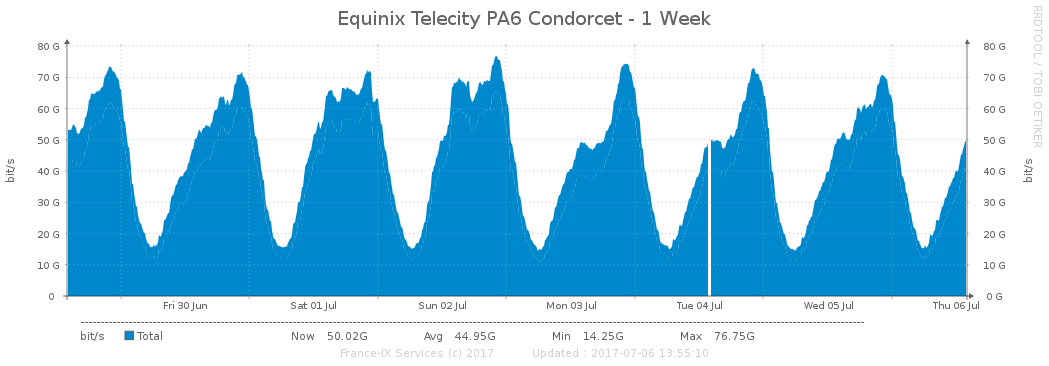 Equinix Telecity PA6 Condorcet - 1 Week
RRDTOOL / TOBI OETIKER
80 G 80 G
70 G 70 G
60 G 60 G
50 G 50 G
40 G 40 G
30 G 30 G
20 G 20 G
10 G 10 G
0 0 G
bit/s
bit/s
Fri 30 Jun Sat 01 Jul Sun 02 Jul Mon 03 Jul Tue 04 Jul Wed 05 Jul Thu 06 Jul
bit/s Total Now 50.02G Avg 44.95G Min 14.25G Max 76.75G
France-IX Services (c) 2017 Updated : 2017-07-06 13:55:10